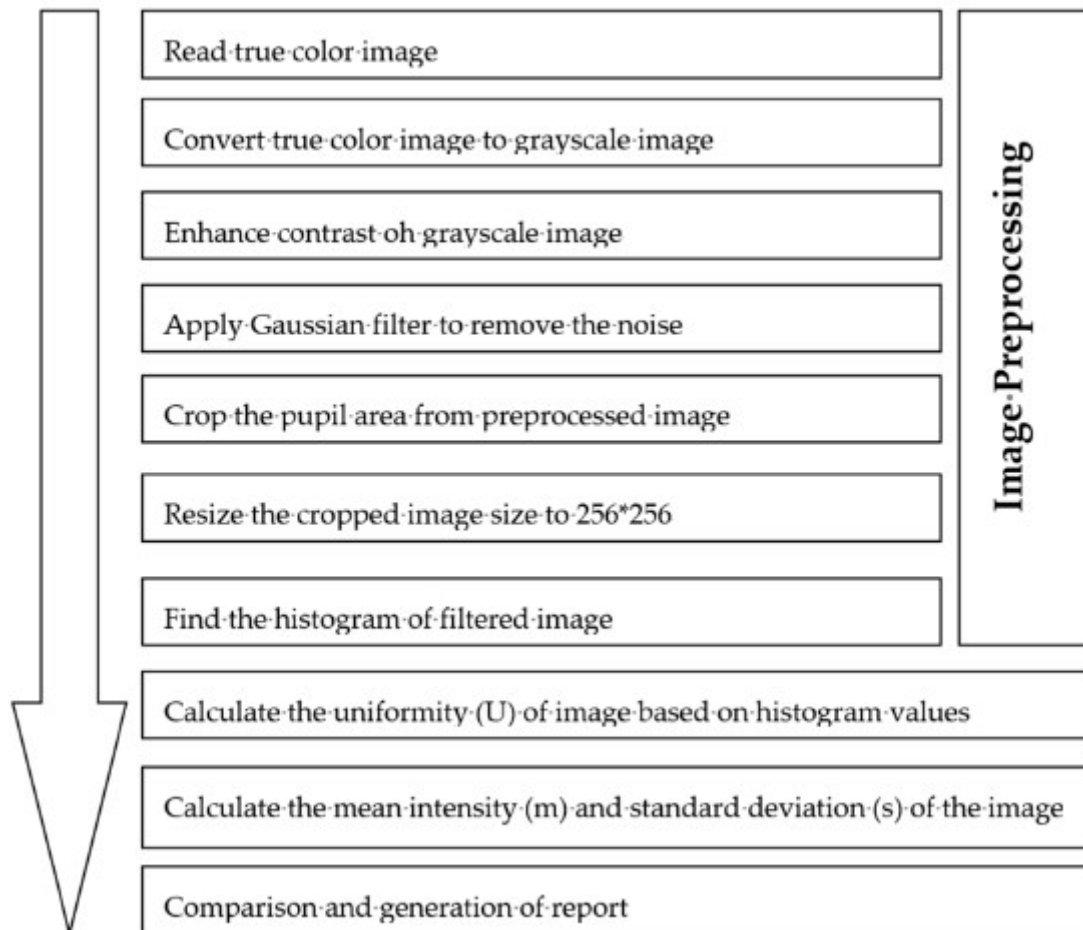 Read·true·color·image
Convert·true·color·image·to·grayscale·image
Enhance·contrast·oh·grayscale·image
Apply·Gaussian·filter·to·remove·the·noise
Crop·the·pupil·area·from·preprocessed·image
Resize·the·cropped·image·size·to·256*256
Find·the·histogram·of·filtered·image
Image·Preprocessing
Calculate·the·uniformity·(U)·of·image·based·on·histogram·values
Calculate·the·mean·intensity·(m)·and·standard·deviation·(s)·of·the·image
Comparison·and·generation·of·report